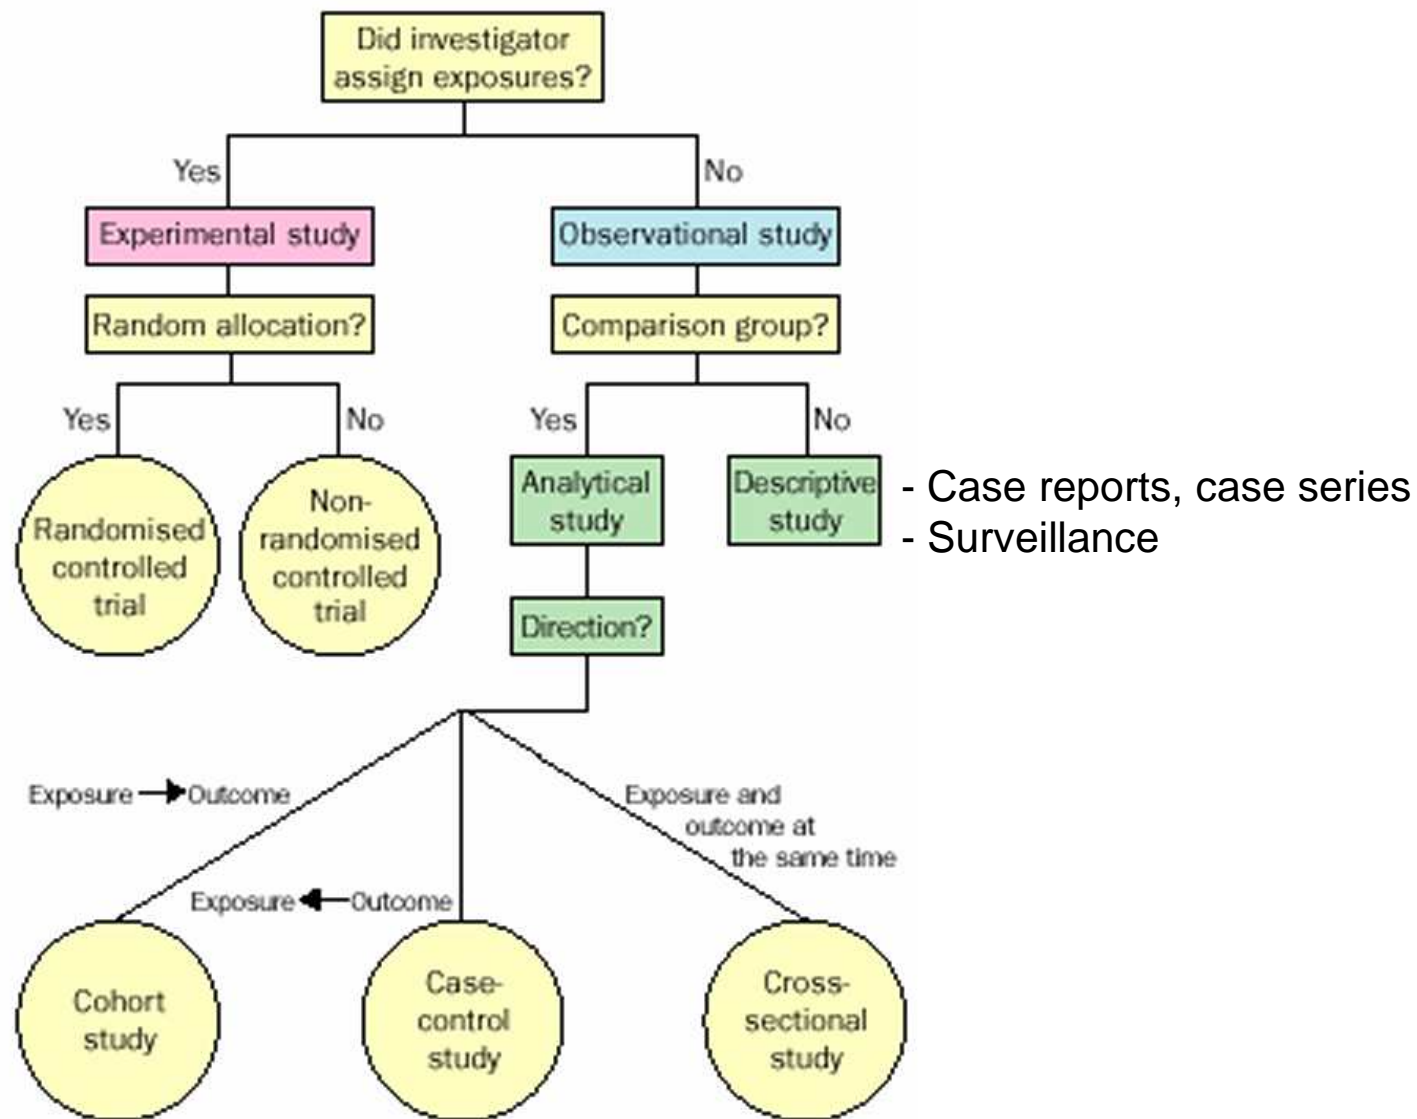 Did investigator
assign exposures?
Yes
No
Experimental study
Observational study
Random allocation?
Comparison group?
Yes
No
Yes
No
Randomised
controlled
trial
Non-
randomised
controlled
trial
Analytical
study
Descriptive
study
- Case reports, case series
- Surveillance
Direction?
Exposure → Outcome
Exposure and
outcome at
the same time
Exposure ← Outcome
Cohort
study
Case-
control
study
Cross-
sectional
study